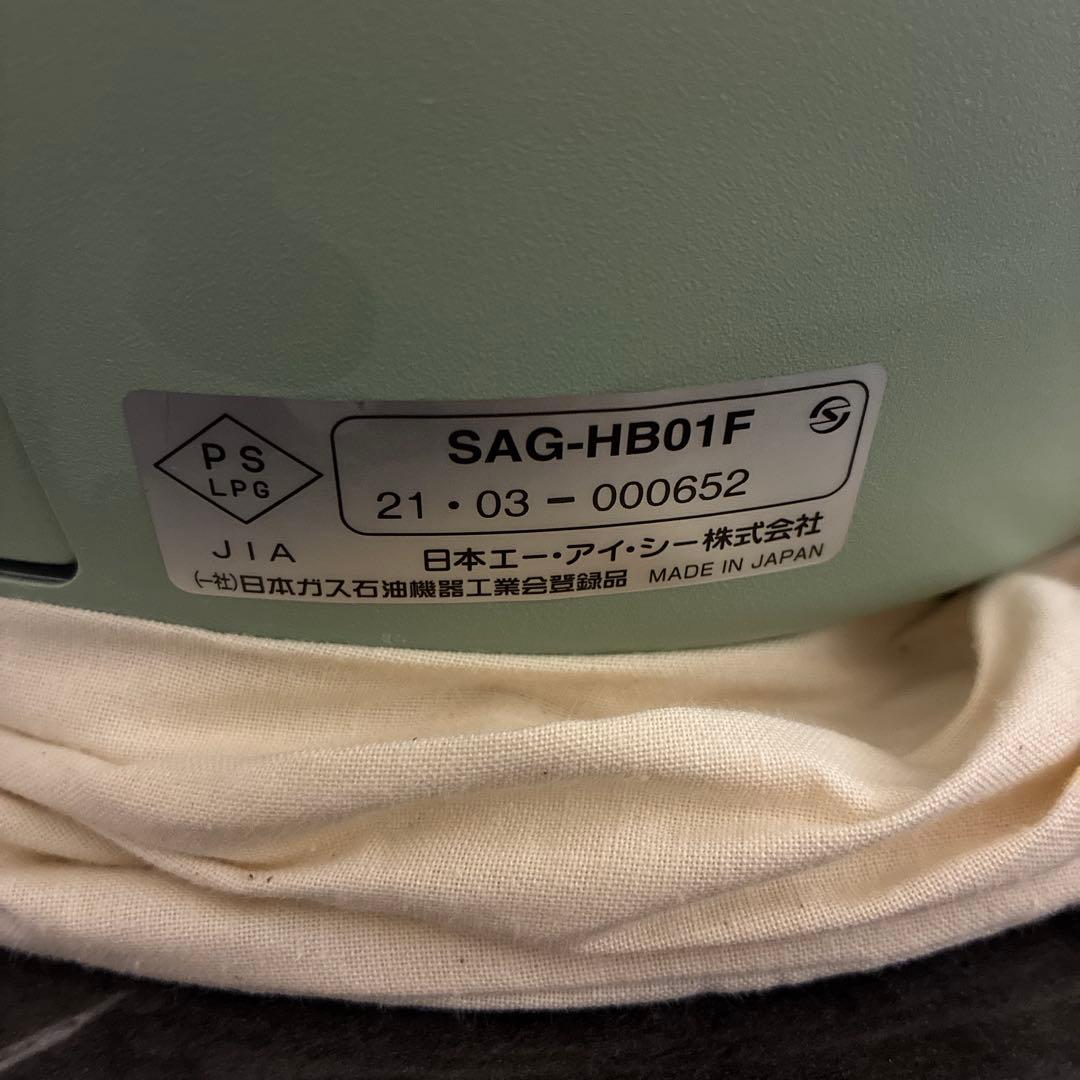 PS
LPG
JIA
SAG-HB01F
21・03-000652
日本エー・アイ・シー株式会社
(一社)日本ガス石油機器工業会登録品 MADE IN JAPAN